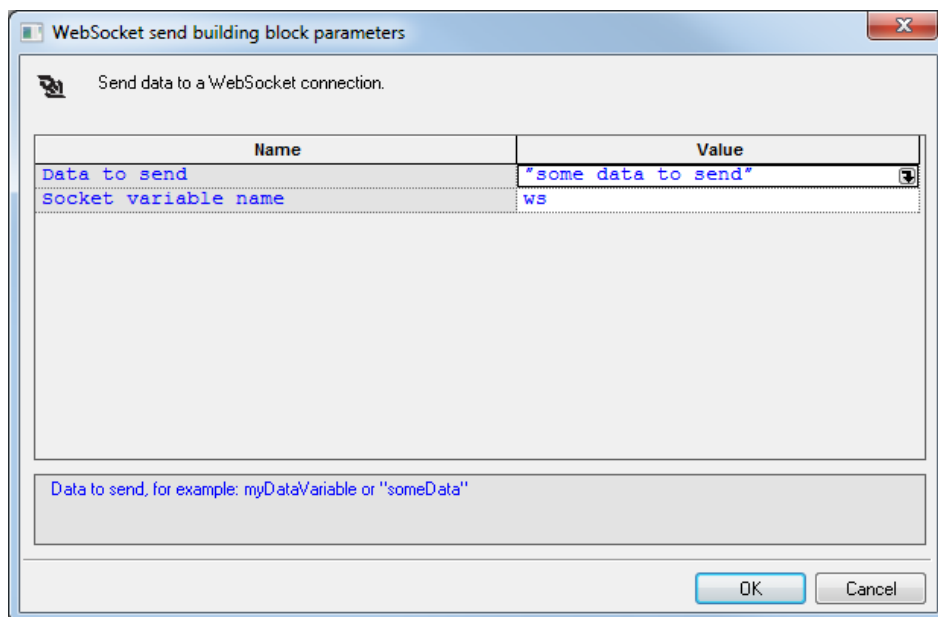 WebSocket send building block parameters
Send data to a WebSocket connection.
Name Value
Data to send "some data to send"
Socket variable name ws
Data to send, for example: myDataVariable or "someData"
OK Cancel